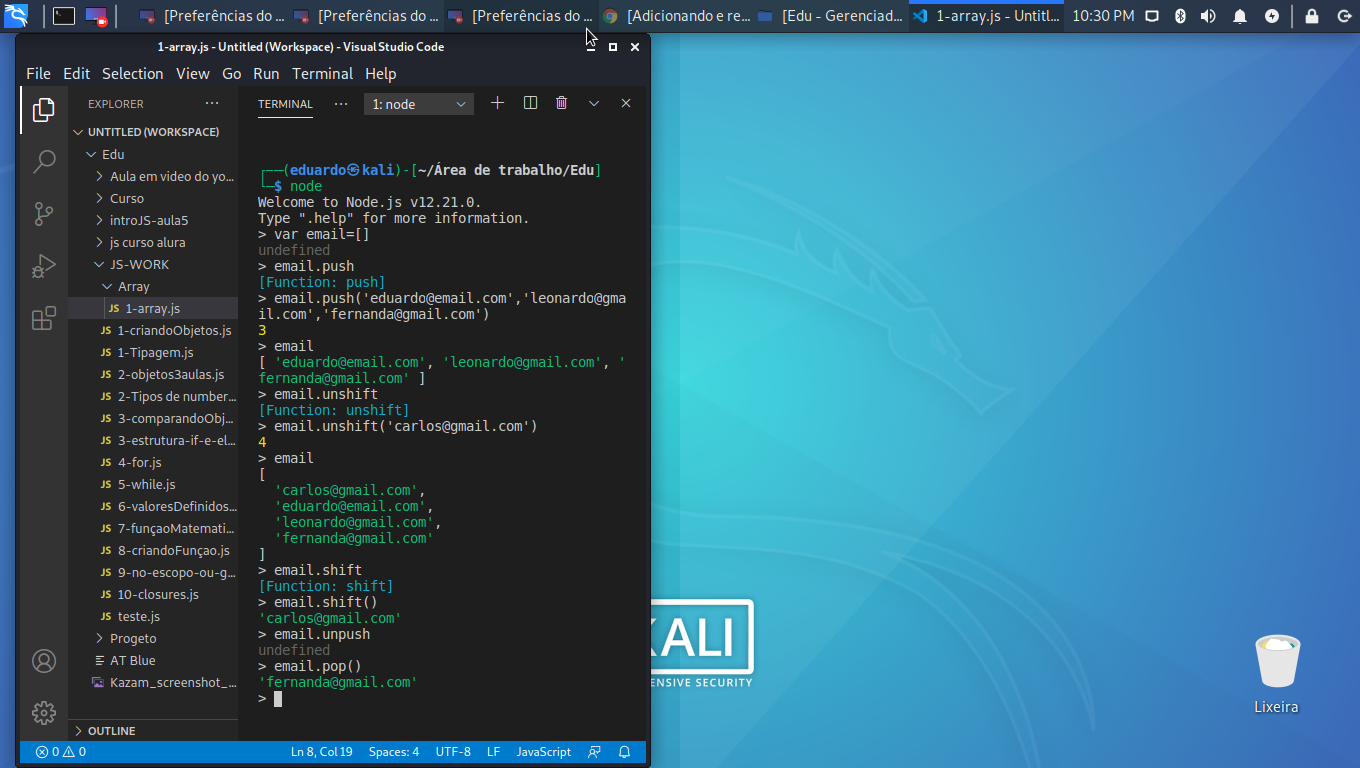 [Preferências do ... [Preferências do ... [Preferências do ... [Adicionando e re... [Edu - Gerenciad... 1-array.js - Untitl... 10:30 PM
1-array.js - Untitled (Workspace) - Visual Studio Code
File Edit Selection View Go Run Terminal Help
EXPLORER ...
UNTITLED (WORKSPACE)
Edu
Aula em video do yo...
Curso
introJS-aula5
js curso alura
JS-WORK
Array
JS 1-array.js
JS 1-criandoObjetos.js
JS 1-Tipagem.js
JS 2-objetos3aulas.js
JS 2-Tipos de number...
JS 3-comparandoObj...
JS 3-estrutura-if-e-el...
JS 4-for.js
JS 5-while.js
JS 6-valoresDefinidos...
JS 7-funçaoMatemati...
JS 8-criandoFunçao.js
JS 9-no-escopo-ou-g...
JS 10-closures.js
JS teste.js
Progeto
AT Blue
Kazam_screenshot_...
OUTLINE
TERMINAL ... 1: node
┌──(eduardo㉿kali)-[~/Área de trabalho/Edu]
└─$ node
Welcome to Node.js v12.21.0.
Type ".help" for more information.
> var email=[]
undefined
> email.push
[Function: push]
> email.push('eduardo@email.com','leonardo@gma
il.com','fernanda@gmail.com')
3
> email
[ 'eduardo@email.com', 'leonardo@gmail.com', '
fernanda@gmail.com' ]
> email.unshift
[Function: unshift]
> email.unshift('carlos@gmail.com')
4
> email
[
'carlos@gmail.com',
'eduardo@email.com',
'leonardo@gmail.com',
'fernanda@gmail.com'
]
> email.shift
[Function: shift]
> email.shift()
'carlos@gmail.com'
> email.unpush
undefined
> email.pop()
'fernanda@gmail.com'
>
0 0 Ln 8, Col 19 Spaces: 4 UTF-8 LF JavaScript
KALI
ENSIVE SECURITY
Lixeira